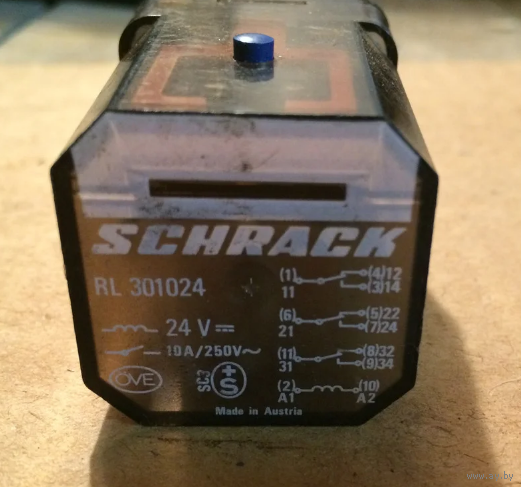 SCHRACK
RL 301024
24 V
10A/250V~
ÖVE
SC3
+S
(1) (4)12
11 (3)14
(6) (5)22
21 (7)24
(11) (8)32
31 (9)34
(2) (10)
A1 A2
Made in Austria